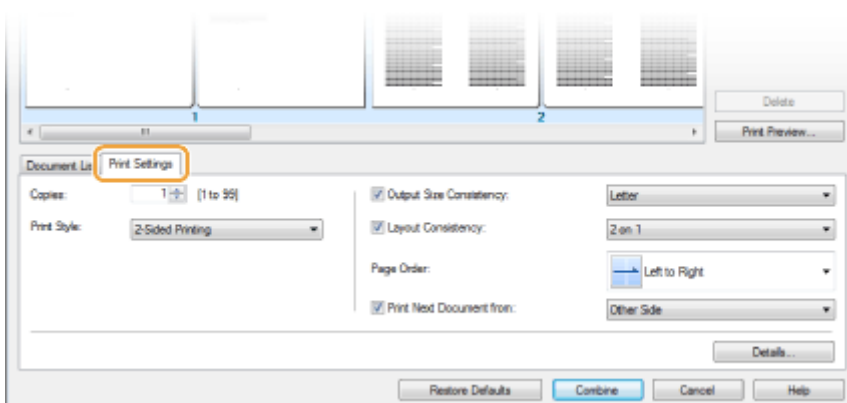 Delete
1 2
Print Preview...
Document Lis Print Settings
Copies: 1 [1 to 99] Output Size Consistency: Letter
Print Style: 2-Sided Printing Layout Consistency: 2 on 1
Page Order: Left to Right
Print Next Document from: Other Side
Details...
Restore Defaults Combine Cancel Help